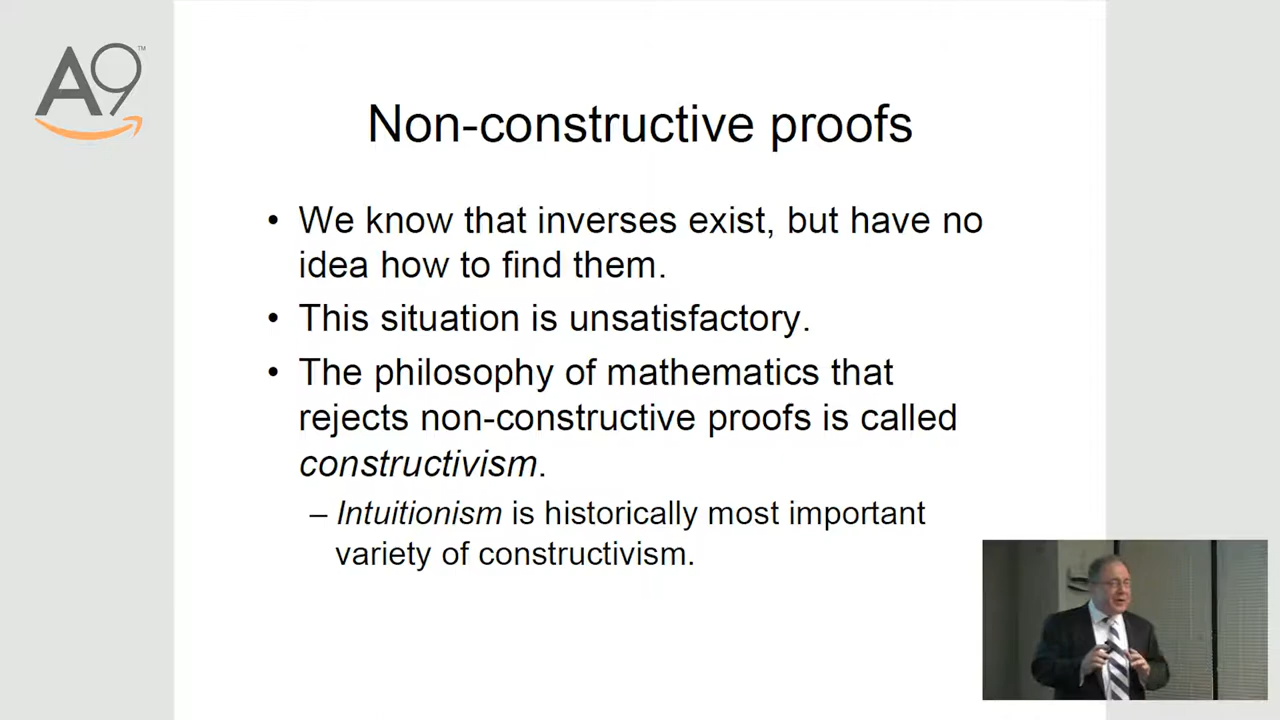 A9™
Non-constructive proofs
• We know that inverses exist, but have no
idea how to find them.
• This situation is unsatisfactory.
• The philosophy of mathematics that
rejects non-constructive proofs is called
constructivism.
– Intuitionism is historically most important
variety of constructivism.